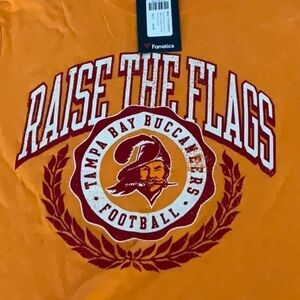 Fanatics
RAISE THE FLAGS
TAMPA BAY BUCCANEERS
• FOOTBALL •